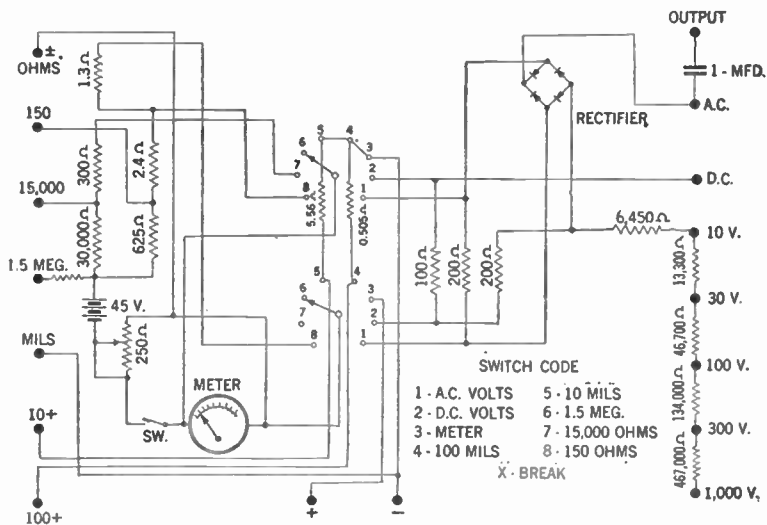 ±
OHMS
150
15,000
1.5 MEG.
MILS
10+
100+
1.3Ω
300Ω
2.4Ω
30,000Ω
625Ω
45 V.
250Ω
METER
SW.
5
4
3
6
2
7
8
1
5.56Ω
0.505Ω
5
4
6
3
7
2
8
1
+
−
100Ω
200Ω
200Ω
RECTIFIER
OUTPUT
1 - MFD.
A.C.
D.C.
6,450Ω
10 V.
13,300Ω
30 V.
46,700Ω
100 V.
134,000Ω
300 V.
467,000Ω
1,000 V.
SWITCH CODE
1 - A.C. VOLTS
2 - D.C. VOLTS
3 - METER
4 - 100 MILS
5 - 10 MILS
6 - 1.5 MEG.
7 - 15,000 OHMS
8 - 150 OHMS
X - BREAK